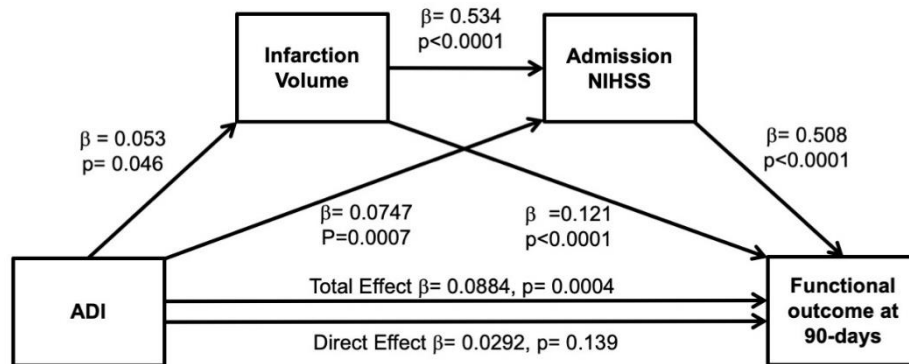 β= 0.534
p<0.0001
Infarction
Volume
Admission
NIHSS
β = 0.053
p= 0.046
β= 0.508
p<0.0001
β= 0.0747
P=0.0007
β =0.121
p<0.0001
ADI
Total Effect β= 0.0884, p= 0.0004
Direct Effect β= 0.0292, p= 0.139
Functional
outcome at
90-days